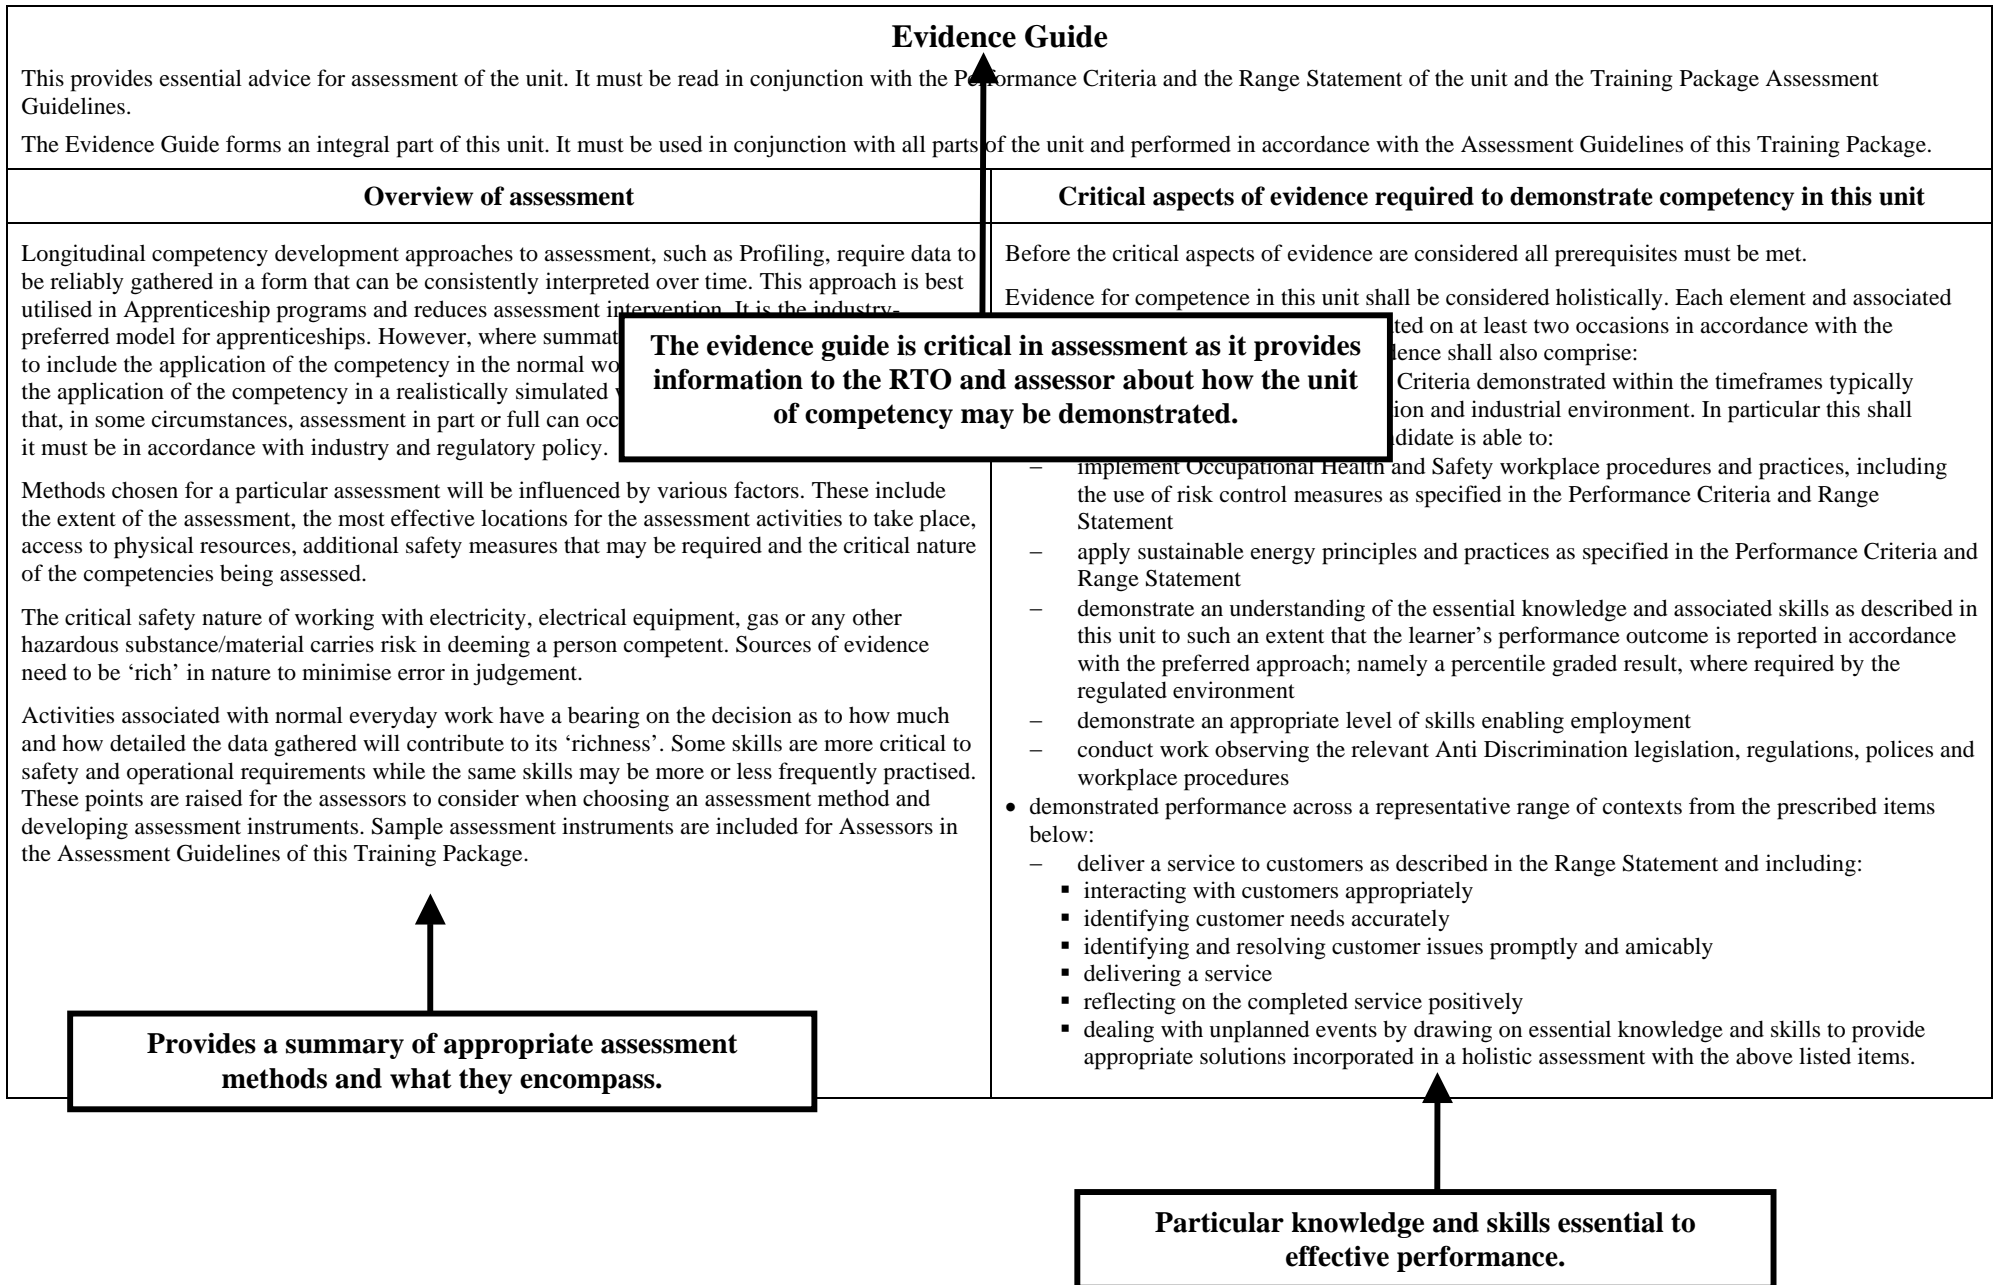 Evidence Guide
This provides essential advice for assessment of the unit. It must be read in conjunction with the Performance Criteria and the Range Statement of the unit and the Training Package Assessment
Guidelines.
The Evidence Guide forms an integral part of this unit. It must be used in conjunction with all parts of the unit and performed in accordance with the Assessment Guidelines of this Training Package.
Overview of assessment
Longitudinal competency development approaches to assessment, such as Profiling, require data to
be reliably gathered in a form that can be consistently interpreted over time. This approach is best
utilised in Apprenticeship programs and reduces assessment intervention. It is the industry-
preferred model for apprenticeships. However, where summat
to include the application of the competency in the normal wo
the application of the competency in a realistically simulated
that, in some circumstances, assessment in part or full can occ
it must be in accordance with industry and regulatory policy.
Methods chosen for a particular assessment will be influenced by various factors. These include
the extent of the assessment, the most effective locations for the assessment activities to take place,
access to physical resources, additional safety measures that may be required and the critical nature
of the competencies being assessed.
The critical safety nature of working with electricity, electrical equipment, gas or any other
hazardous substance/material carries risk in deeming a person competent. Sources of evidence
need to be ‘rich’ in nature to minimise error in judgement.
Activities associated with normal everyday work have a bearing on the decision as to how much
and how detailed the data gathered will contribute to its ‘richness’. Some skills are more critical to
safety and operational requirements while the same skills may be more or less frequently practised.
These points are raised for the assessors to consider when choosing an assessment method and
developing assessment instruments. Sample assessment instruments are included for Assessors in
the Assessment Guidelines of this Training Package.
Provides a summary of appropriate assessment
methods and what they encompass.
The evidence guide is critical in assessment as it provides
information to the RTO and assessor about how the unit
of competency may be demonstrated.
Critical aspects of evidence required to demonstrate competency in this unit
Before the critical aspects of evidence are considered all prerequisites must be met.
Evidence for competence in this unit shall be considered holistically. Each element and associated
ted on at least two occasions in accordance with the
dence shall also comprise:
Criteria demonstrated within the timeframes typically
ion and industrial environment. In particular this shall
didate is able to:
– implement Occupational Health and Safety workplace procedures and practices, including
the use of risk control measures as specified in the Performance Criteria and Range
Statement
– apply sustainable energy principles and practices as specified in the Performance Criteria and
Range Statement
– demonstrate an understanding of the essential knowledge and associated skills as described in
this unit to such an extent that the learner’s performance outcome is reported in accordance
with the preferred approach; namely a percentile graded result, where required by the
regulated environment
– demonstrate an appropriate level of skills enabling employment
– conduct work observing the relevant Anti Discrimination legislation, regulations, polices and
workplace procedures
• demonstrated performance across a representative range of contexts from the prescribed items
below:
– deliver a service to customers as described in the Range Statement and including:
▪ interacting with customers appropriately
▪ identifying customer needs accurately
▪ identifying and resolving customer issues promptly and amicably
▪ delivering a service
▪ reflecting on the completed service positively
▪ dealing with unplanned events by drawing on essential knowledge and skills to provide
appropriate solutions incorporated in a holistic assessment with the above listed items.
Particular knowledge and skills essential to
effective performance.